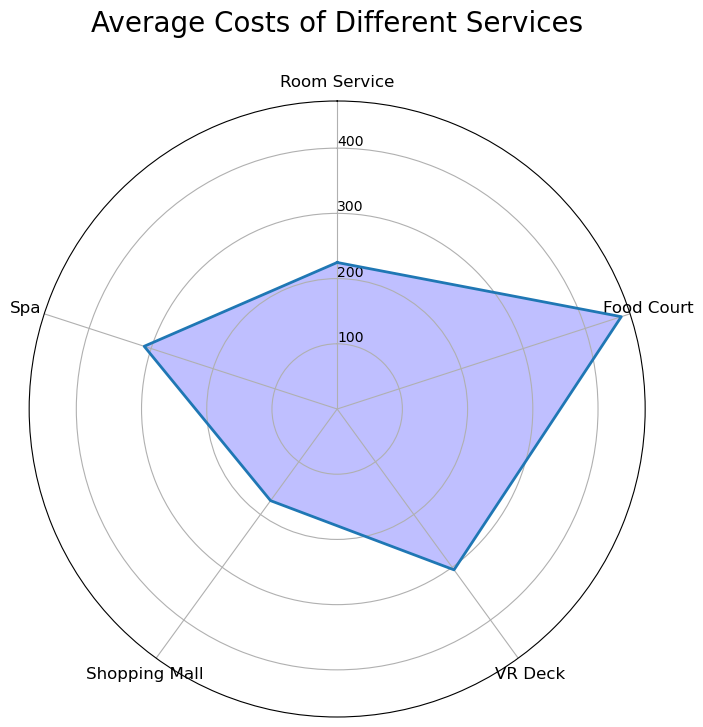 Average Costs of Different Services
Room Service
400
300
200
100
Spa
Food Court
Shopping Mall
VR Deck